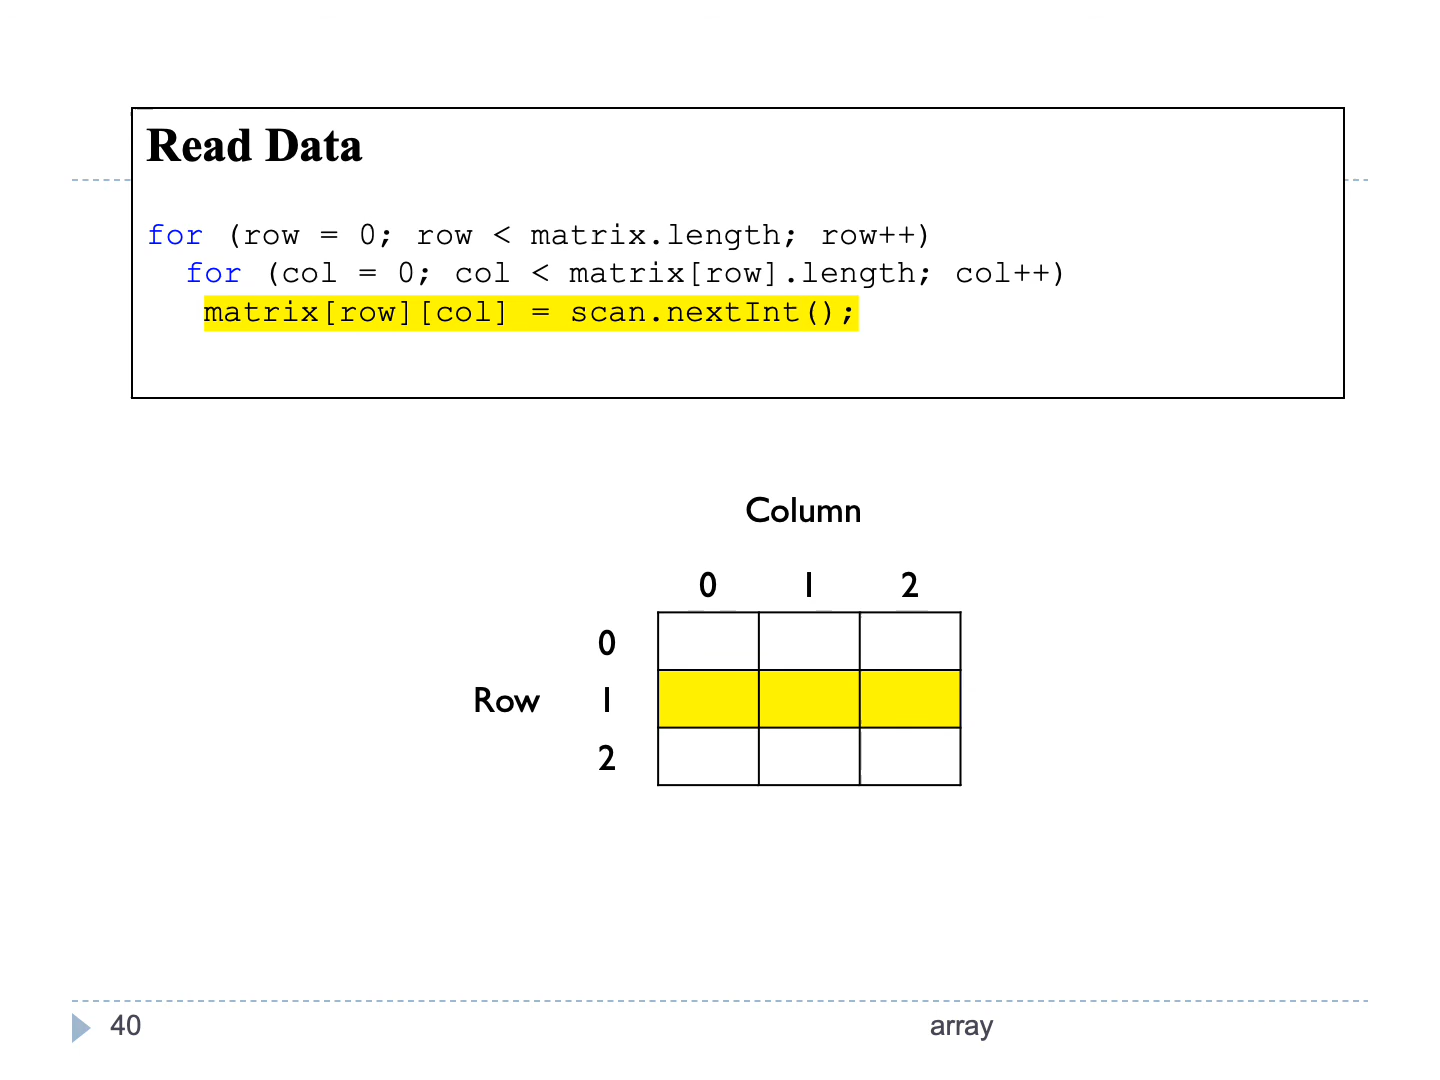 Read Data
for (row = 0; row < matrix.length; row++)
for (col = 0; col < matrix[row].length; col++)
matrix[row][col] = scan.nextInt();
Column
0 1 2
0
Row 1
2
40 array